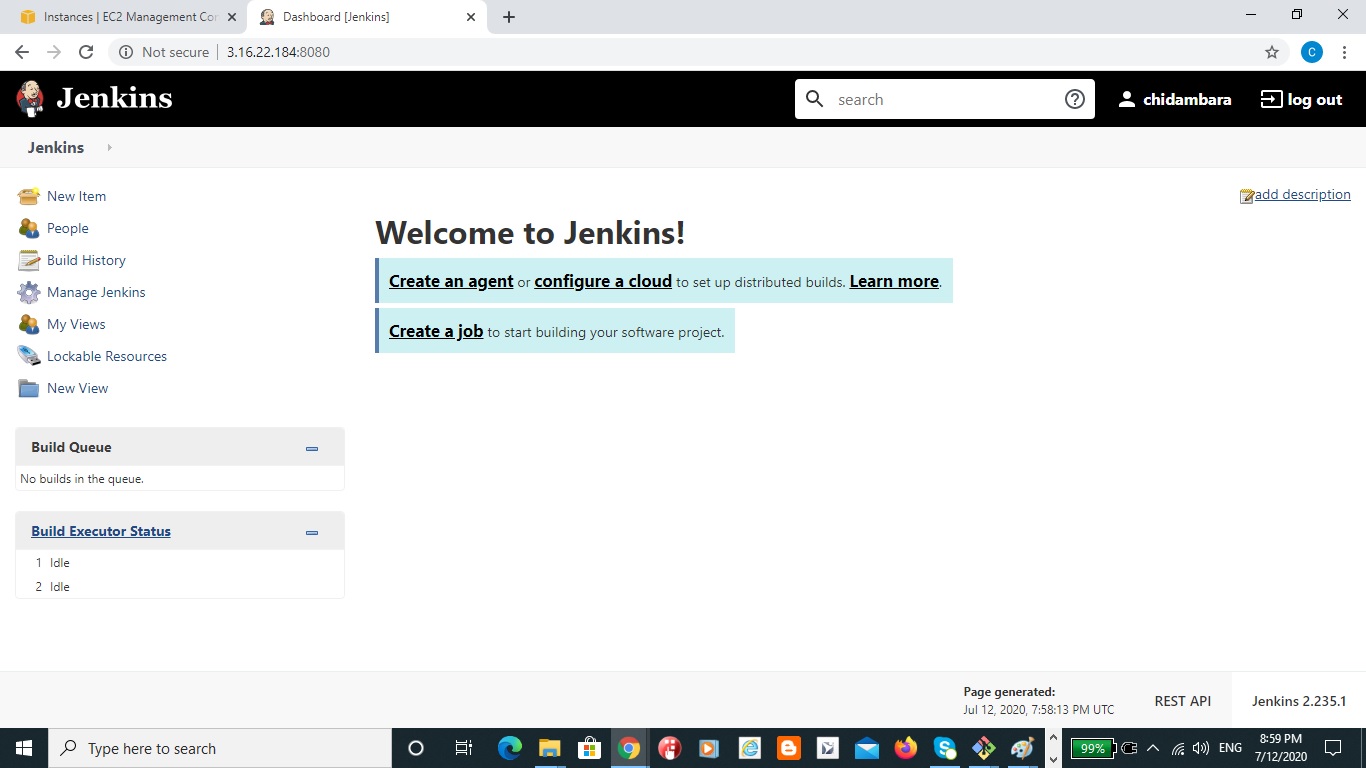 Instances | EC2 Management Con
Dashboard [Jenkins]
Not secure | 3.16.22.184:8080
C
Jenkins
search
chidambara
log out
Jenkins
New Item
People
Build History
Manage Jenkins
My Views
Lockable Resources
New View
add description
Welcome to Jenkins!
Create an agent or configure a cloud to set up distributed builds. Learn more.
Create a job to start building your software project.
Build Queue
No builds in the queue.
Build Executor Status
1 Idle
2 Idle
Page generated:
Jul 12, 2020, 7:58:13 PM UTC
REST API
Jenkins 2.235.1
Type here to search
99%
ENG
8:59 PM
7/12/2020